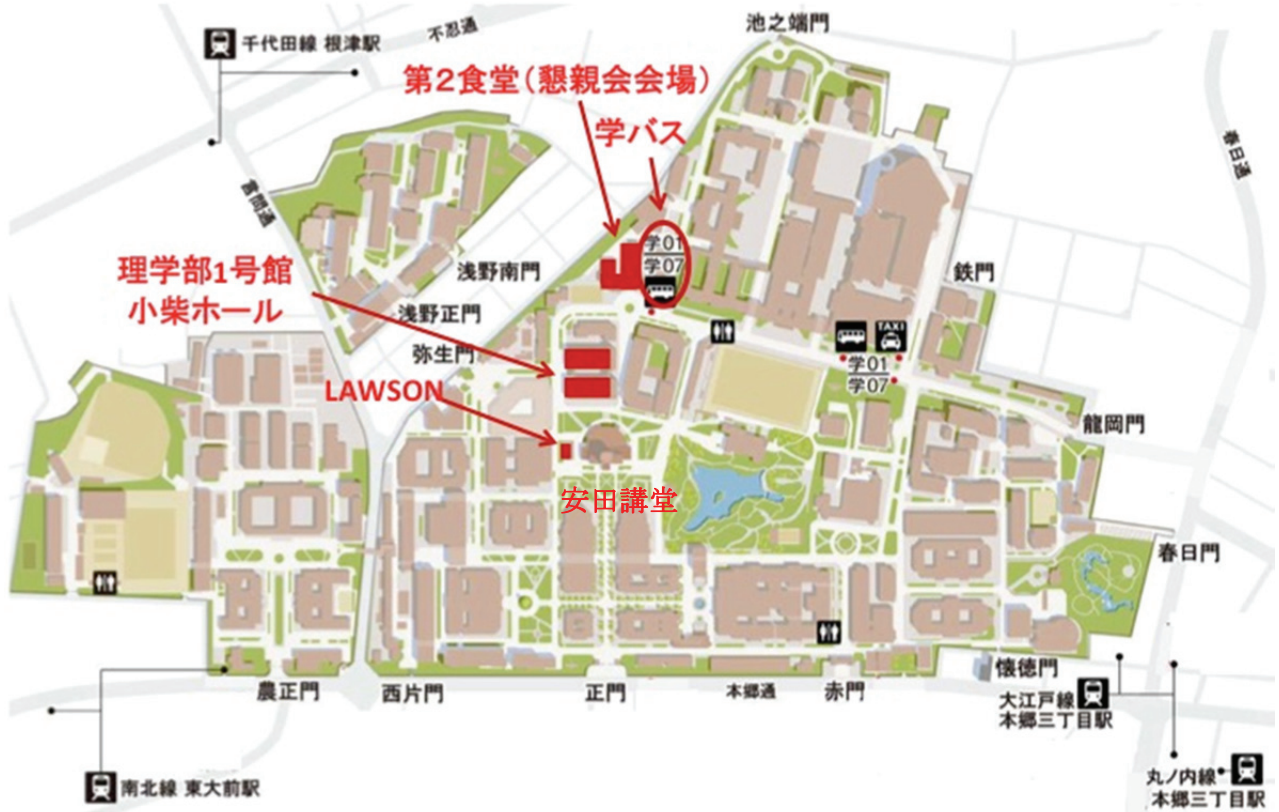 池之端門
千代田線 根津駅
不忍通
第2食堂(懇親会会場)
学バス
春日通
言問通
学01
学07
理学部1号館
小柴ホール
浅野南門
鉄門
浅野正門
弥生門
TAXI
学01
学07
LAWSON
龍岡門
安田講堂
春日門
懐徳門
農正門
西片門
正門
本郷通
赤門
大江戸線
本郷三丁目駅
南北線 東大前駅
丸ノ内線
本郷三丁目駅